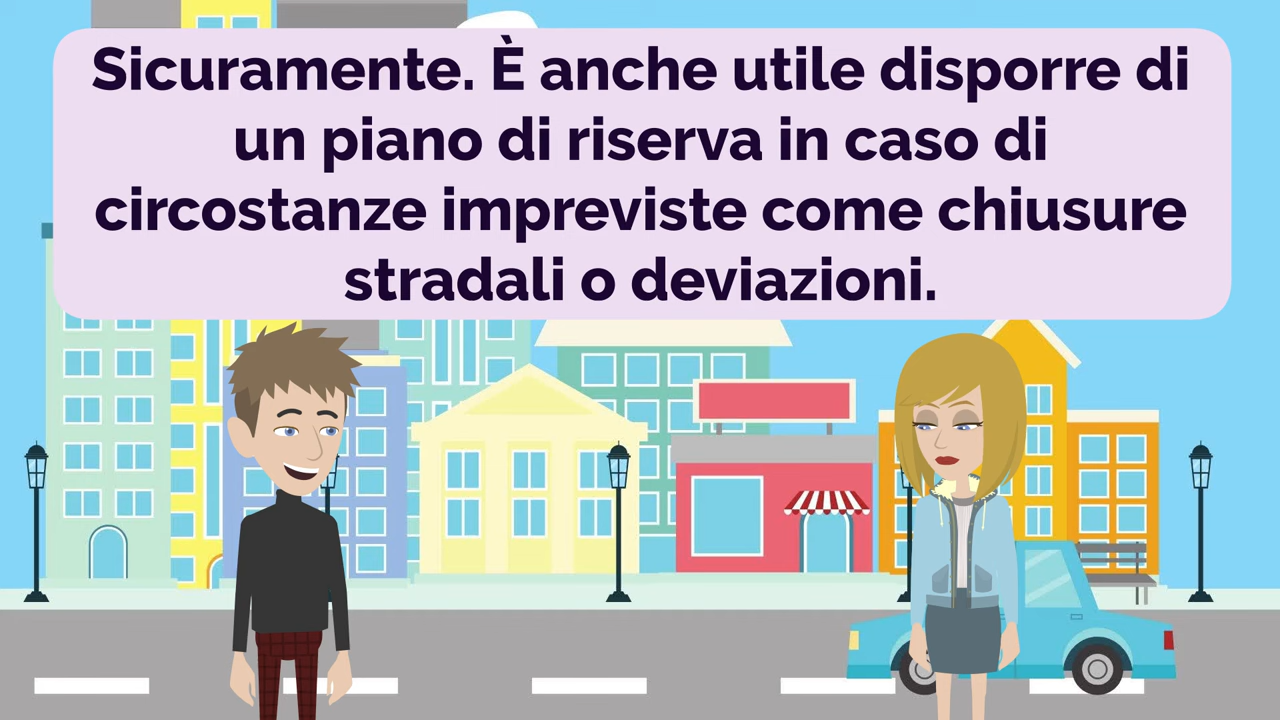 Sicuramente. È anche utile disporre di
un piano di riserva in caso di
circostanze impreviste come chiusure
stradali o deviazioni.